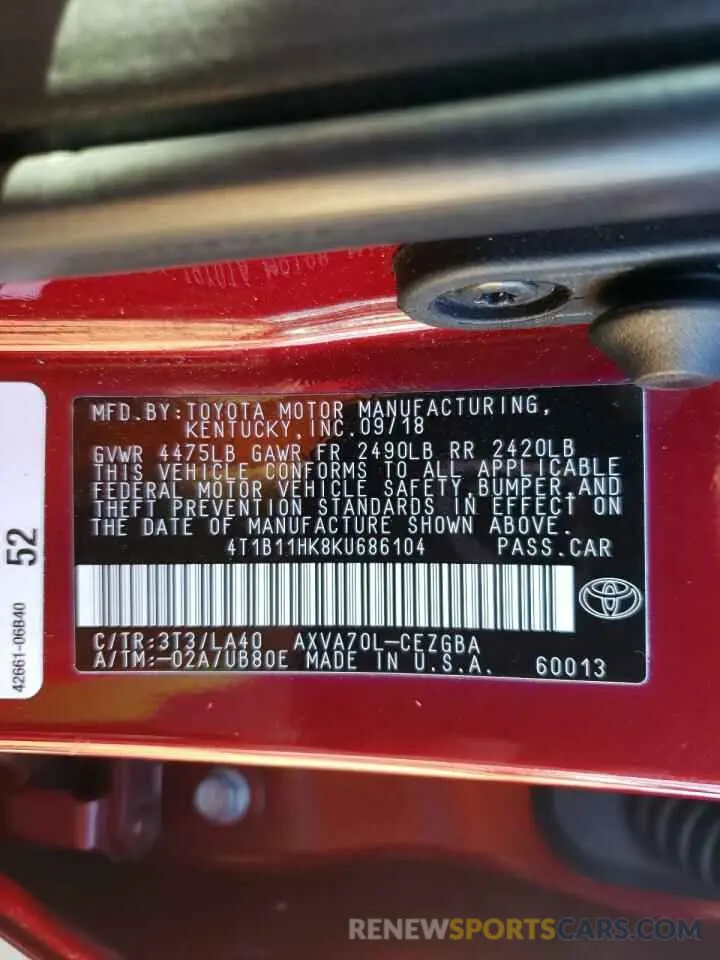 MFD.BY:TOYOTA MOTOR MANUFACTURING,
KENTUCKY,INC.09/18
GVWR 4475LB GAWR FR 2490LB RR 2420LB
THIS VEHICLE CONFORMS TO ALL APPLICABLE
FEDERAL MOTOR VEHICLE SAFETY,BUMPER,AND
THEFT PREVENTION STANDARDS IN EFFECT ON
THE DATE OF MANUFACTURE SHOWN ABOVE.
4T1B11HK8KU686104 PASS.CAR
C/TR:3T3/LA40 AXVA70L-CEZGBA
A/TM:-02A/UB80E MADE IN U.S.A. 60013
52
42661-06B40
RENEWSPORTSCARS.COM